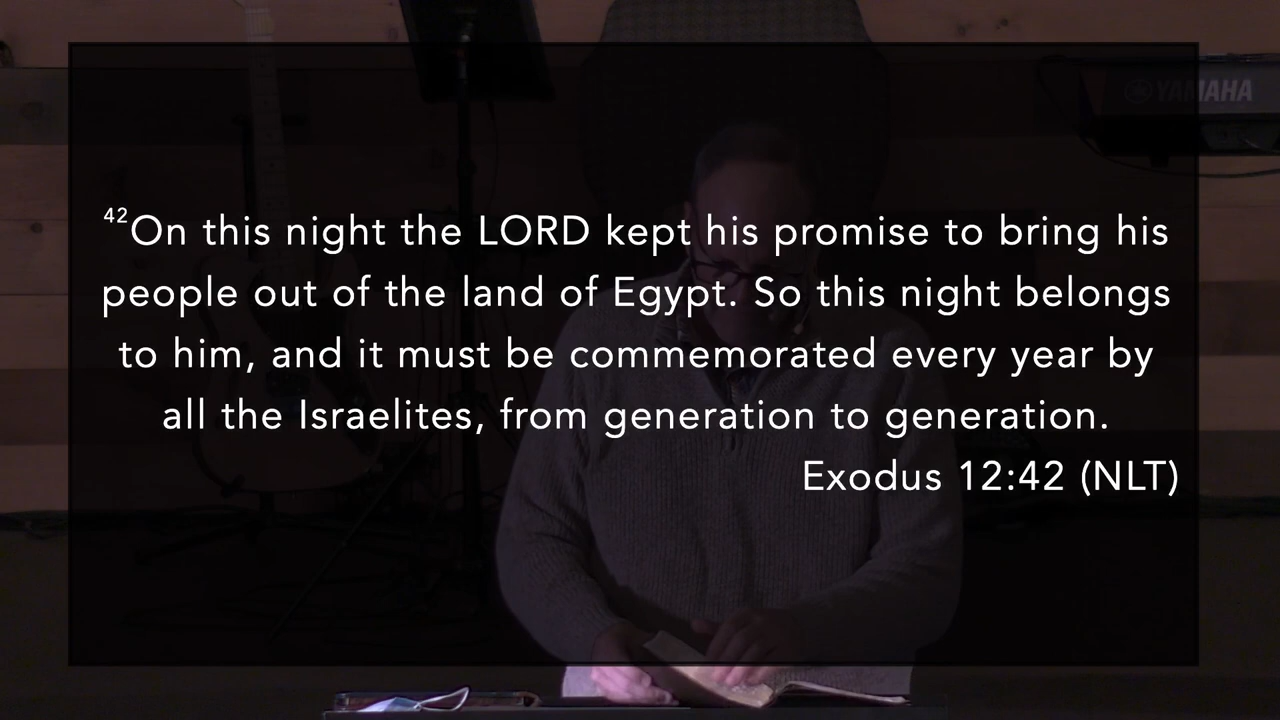 YAMAHA
42On this night the LORD kept his promise to bring his
people out of the land of Egypt. So this night belongs
to him, and it must be commemorated every year by
all the Israelites, from generation to generation.
Exodus 12:42 (NLT)